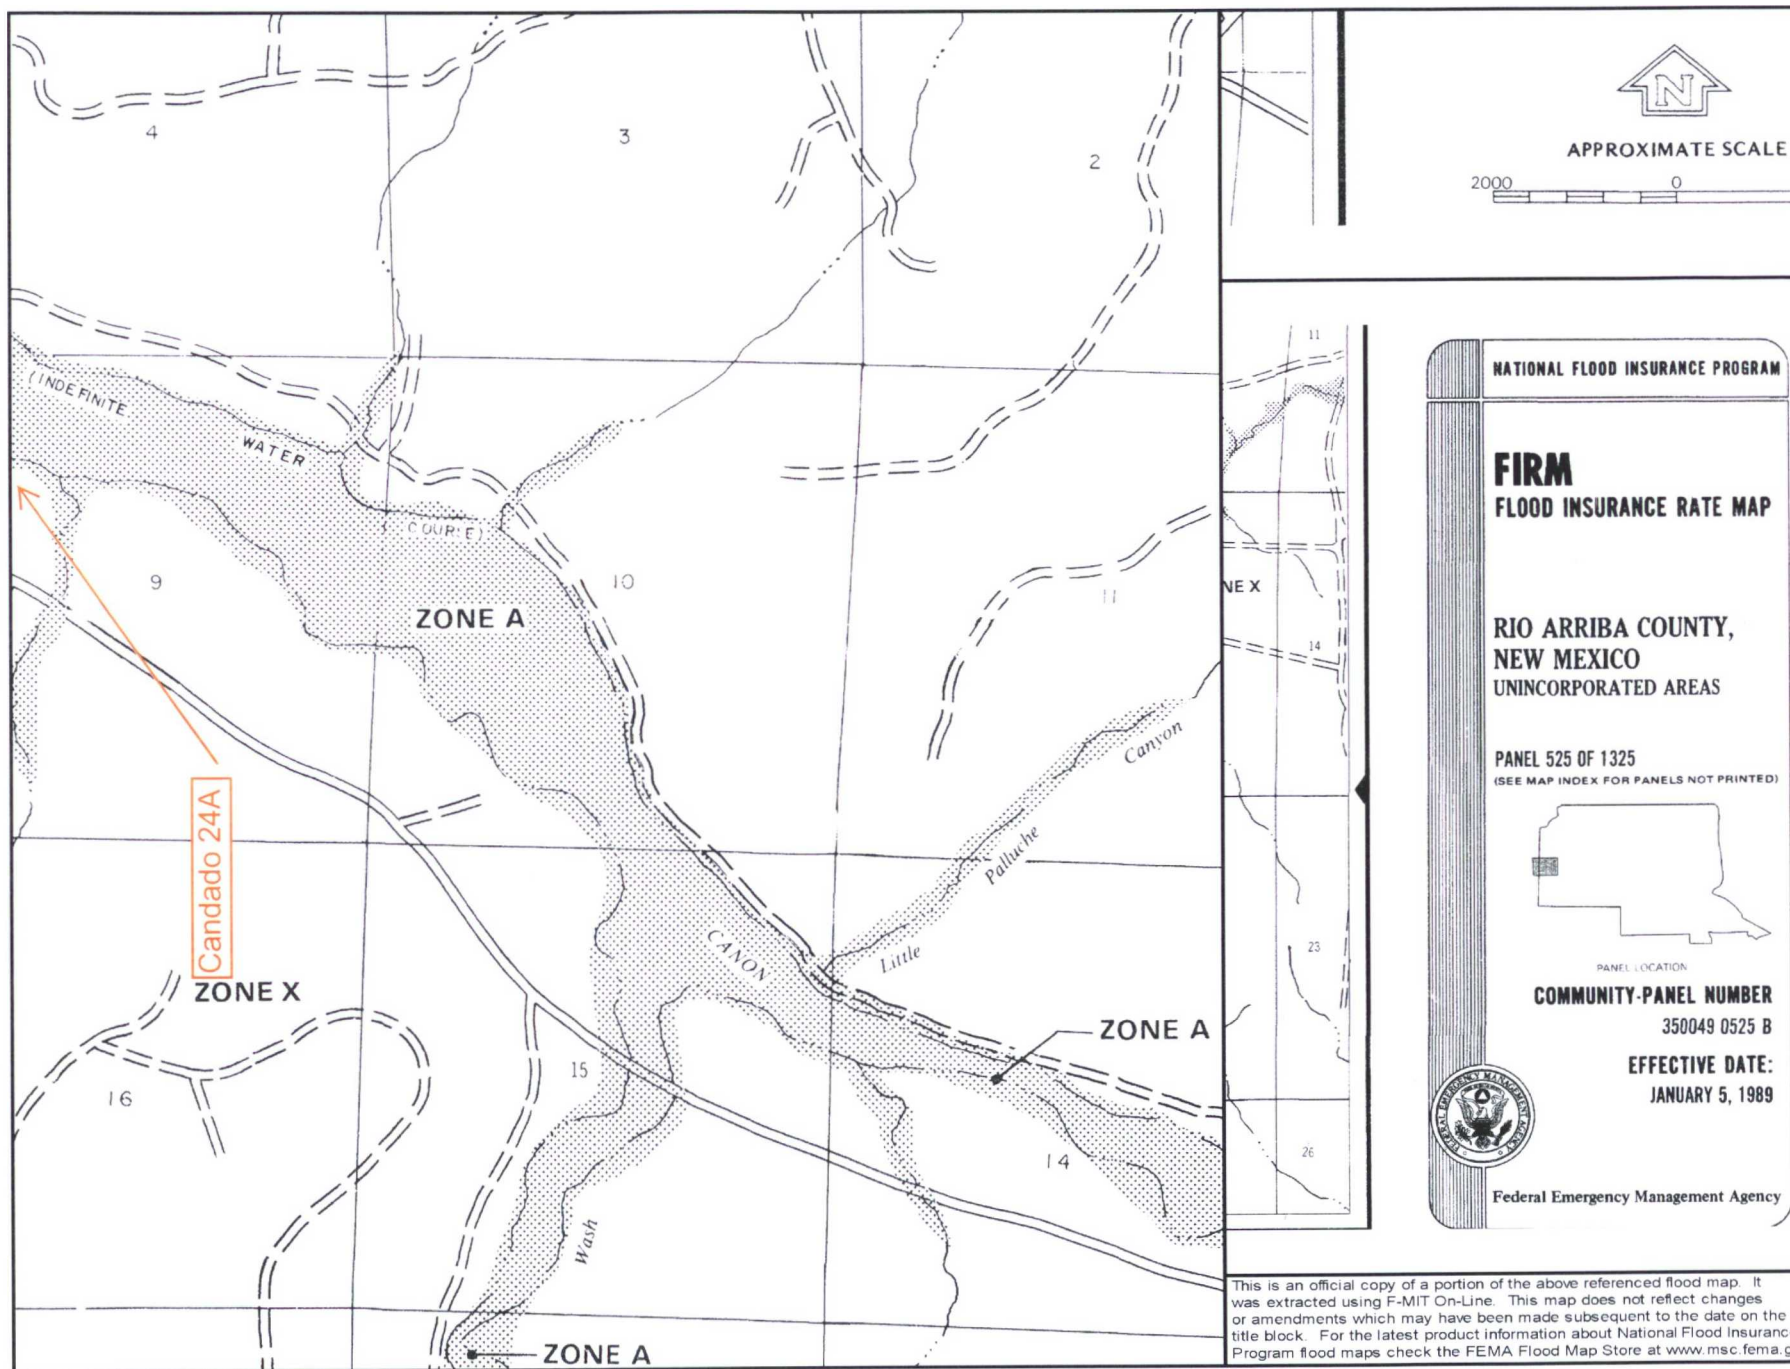 4
3
2
N
APPROXIMATE SCALE
2000 0
(INDEFINITE
WATER
COURSE)
9
10
11
ZONE A
Candado 24A
ZONE X
16
15
14
CANON
Little
Palluche
Canyon
ZONE A
Wash
ZONE A
11
NE X
14
23
26
NATIONAL FLOOD INSURANCE PROGRAM
FIRM
FLOOD INSURANCE RATE MAP
RIO ARRIBA COUNTY,
NEW MEXICO
UNINCORPORATED AREAS
PANEL 525 OF 1325
(SEE MAP INDEX FOR PANELS NOT PRINTED)
PANEL LOCATION
COMMUNITY-PANEL NUMBER
350049 0525 B
EFFECTIVE DATE:
JANUARY 5, 1989
FEDERAL EMERGENCY MANAGEMENT AGENCY
Federal Emergency Management Agency
This is an official copy of a portion of the above referenced flood map. It
was extracted using F-MIT On-Line. This map does not reflect changes
or amendments which may have been made subsequent to the date on the
title block. For the latest product information about National Flood Insuranc
Program flood maps check the FEMA Flood Map Store at www.msc.fema.g